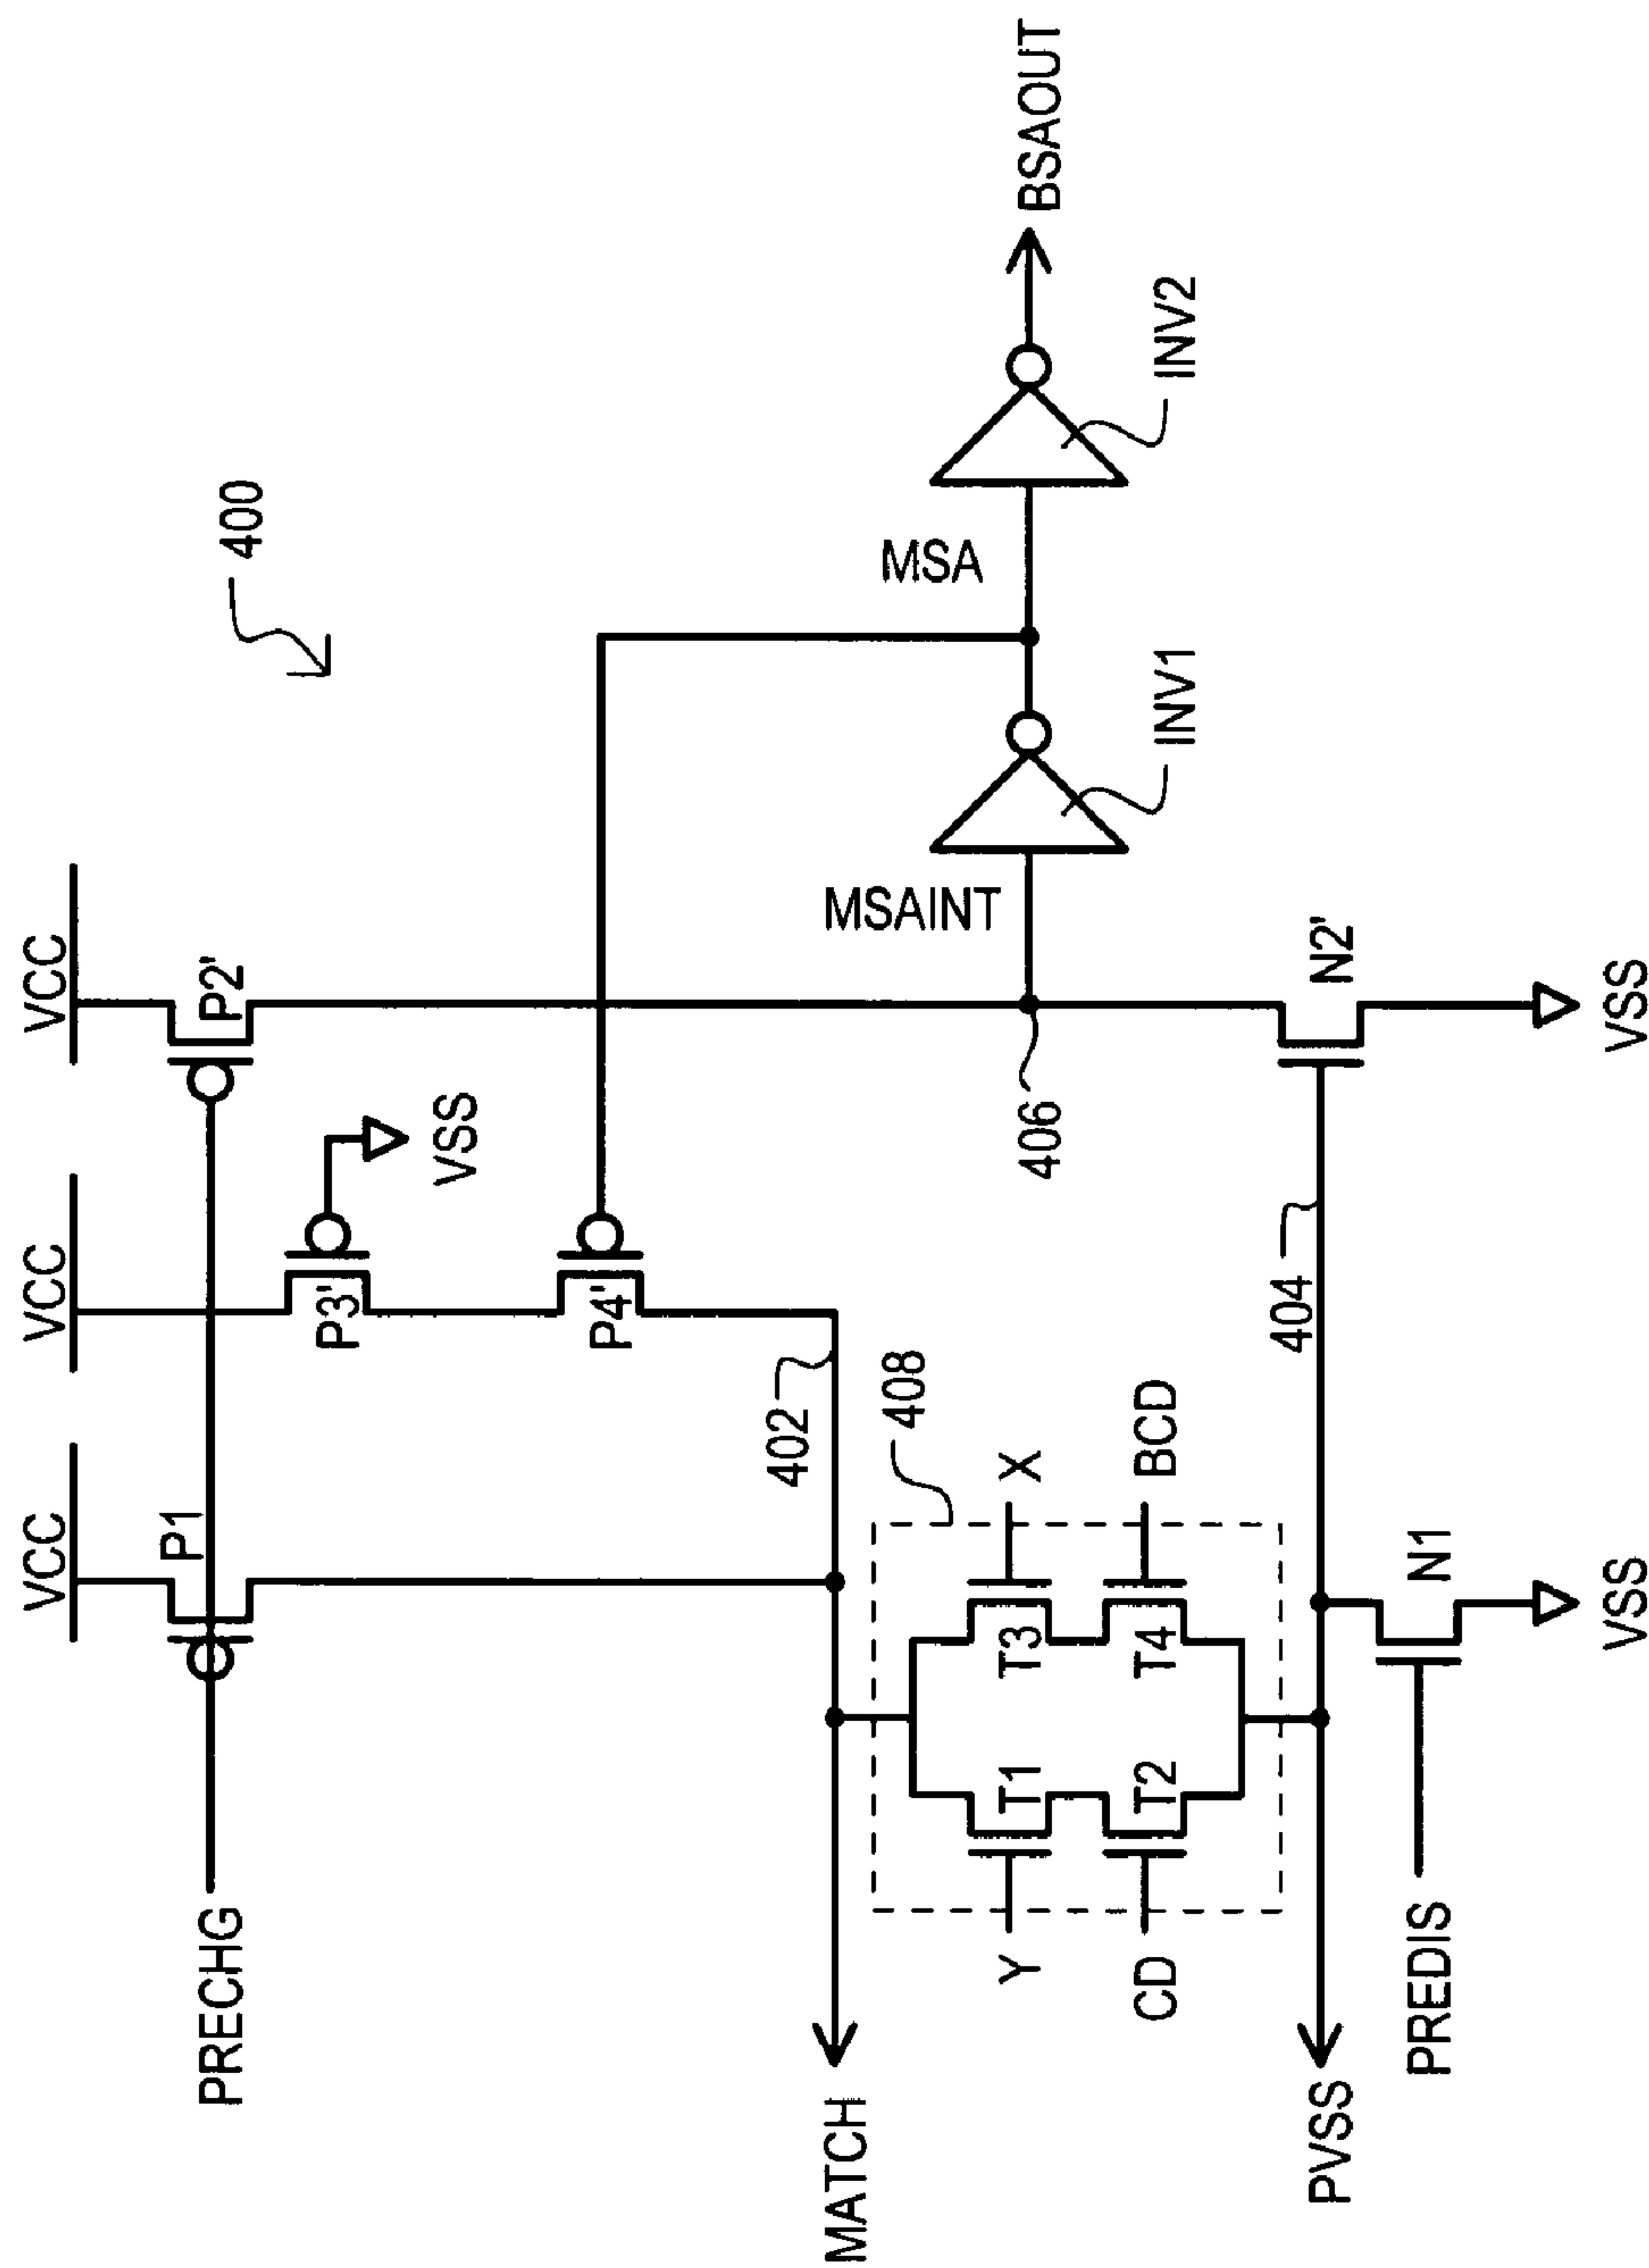 400
VCC
VCC
VCC
PRECHG
P1
P2'
P3'
VSS
P4'
402
MATCH
408
MSAINT
MSA
BSAOUT
Y
T1
T3
X
406
INV1
INV2
CD
T2
T4
BCD
404
PVSS
N2'
PREDIS
N1
VSS
VSS